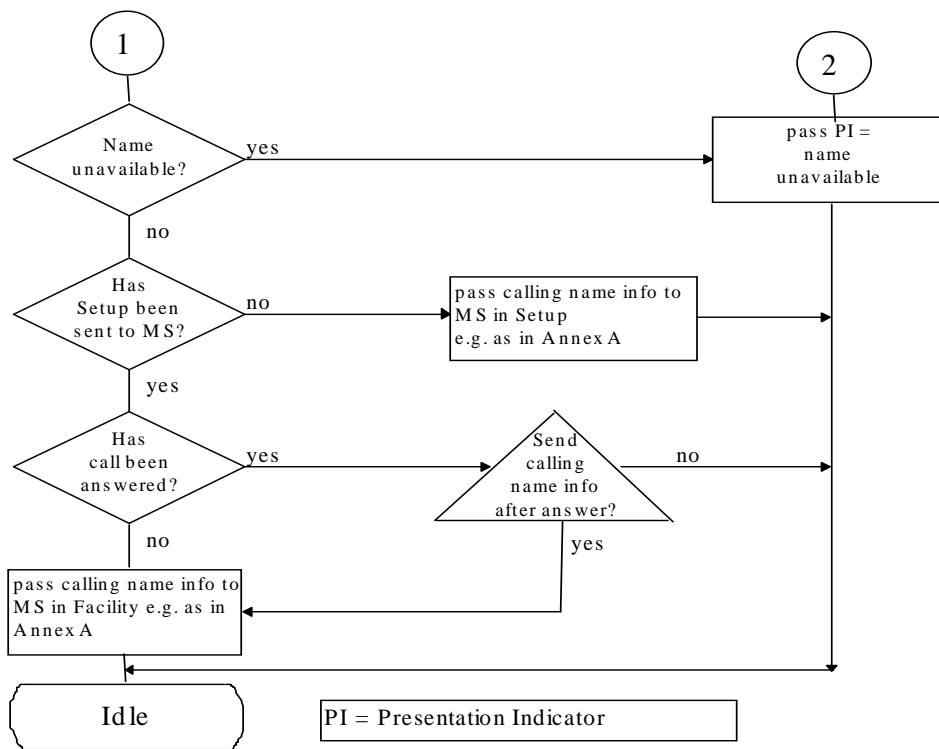 1
2
Name
unavailable?
yes
pass PI =
name
unavailable
no
Has
Setup been
sent to MS?
no
pass calling name info to
MS in Setup
e.g. as in Annex A
yes
Has
call been
answered?
yes
Send
calling
name info
after answer?
no
yes
no
pass calling name info to
MS in Facility e.g. as in
Annex A
Idle
PI = Presentation Indicator